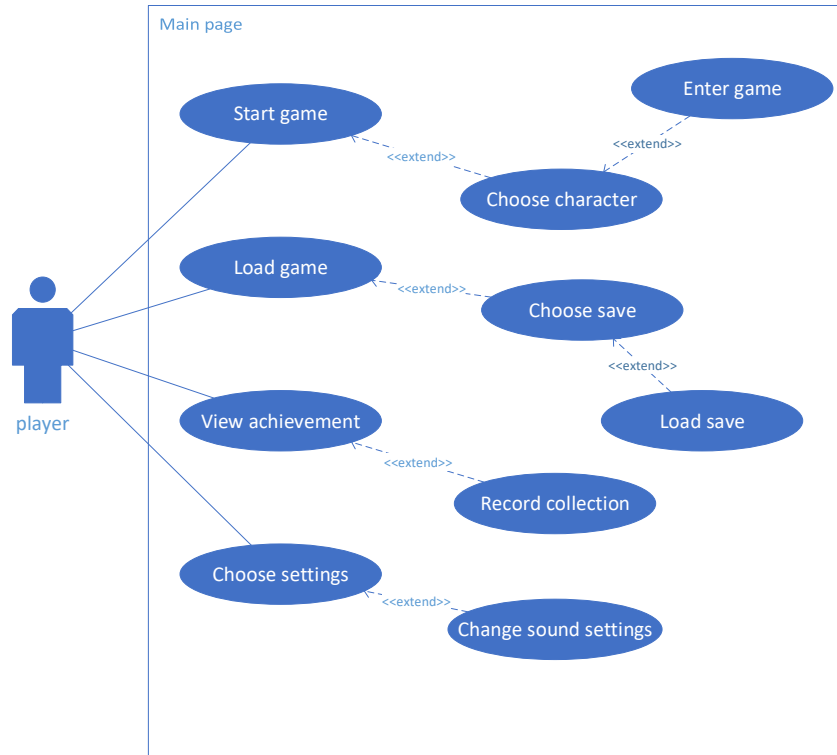 Main page
Enter game
Start game
<<extend>>
<<extend>>
Choose character
Load game
<<extend>>
Choose save
<<extend>>
player
View achievement
Load save
<<extend>>
Record collection
Choose settings
<<extend>>
Change sound settings